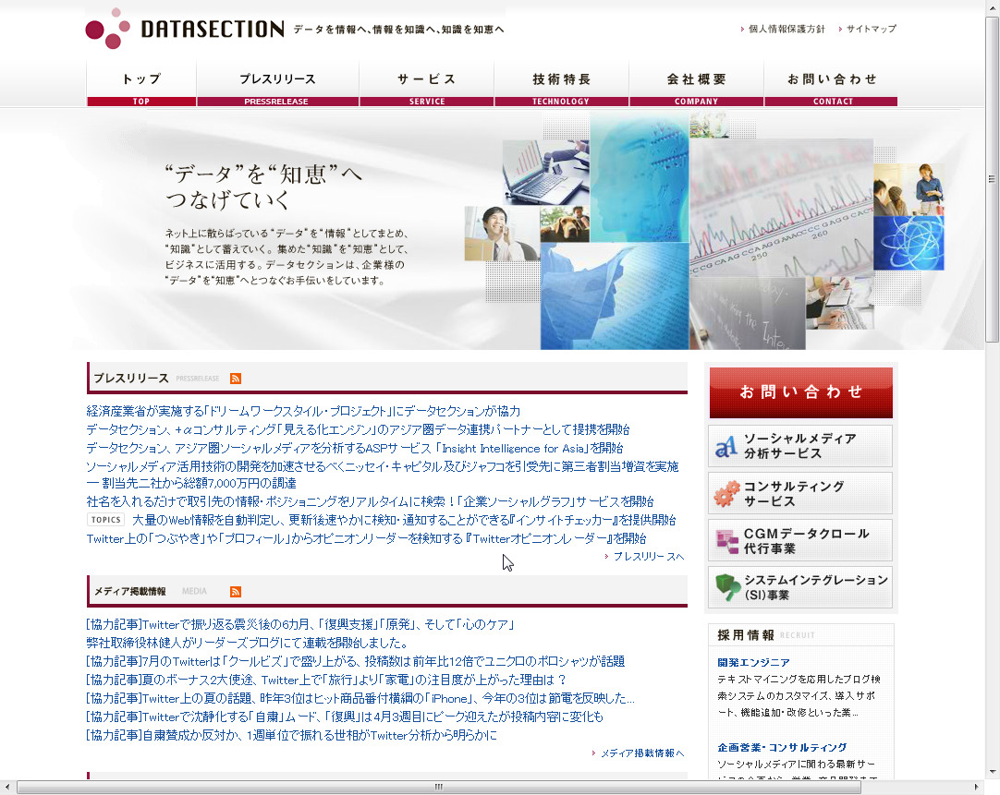 DATASECTION データを情報へ、情報を知識へ、知識を知恵へ
個人情報保護方針 サイトマップ
トップ プレスリリース サービス 技術特長 会社概要 お問い合わせ
TOP PRESSRELEASE SERVICE TECHNOLOGY COMPANY CONTACT
“データ”を“知恵”へ
つなげていく
ネット上に散らばっている“データ”を“情報”としてまとめ、
“知識”として蓄えていく。集めた“知識”を“知恵”として、
ビジネスに活用する。データセクションは、企業様の
“データ”を“知恵”へとつなぐお手伝いをしています。
250
260
プレスリリース PRESSRELEASE
経済産業省が実施する「ドリームワークスタイル・プロジェクト」にデータセクションが協力
データセクション、+αコンサルティング「見える化エンジン」のアジア圏データ連携パートナーとして提携を開始
データセクション、アジア圏ソーシャルメディアを分析するASPサービス 「Insight Intelligence for Asia」を開始
ソーシャルメディア活用技術の開発を加速させるべくニッセイ・キャピタル及びジャフコを引受先に第三者割当増資を実施
― 割当先二社から総額7,000万円の調達
社名を入れるだけで取引先の情報・ポジショニングをリアルタイムに検索！「企業ソーシャルグラフ」サービスを開始
TOPICS 大量のWeb情報を自動判定し、更新後速やかに検知・通知することができる『インサイトチェッカー』を提供開始
Twitter上の「つぶやき」や「プロフィール」からオピニオンリーダーを検知する『Twitterオピニオンレーダー』を開始
プレスリリースへ
メディア掲載情報 MEDIA
[協力記事]Twitterで振り返る震災後の6カ月、「復興支援」「原発」、そして「心のケア」
弊社取締役林健人がリーダーズブログにて連載を開始しました。
[協力記事]7月のTwitterは「クールビズ」で盛り上がる、投稿数は前年比12倍でユニクロのポロシャツが話題
[協力記事]夏のボーナス2大使途、Twitter上で「旅行」より「家電」の注目度が上がった理由は？
[協力記事]Twitter上の夏の話題、昨年3位はヒット商品番付横綱の「iPhone」、今年の3位は節電を反映した...
[協力記事]Twitterで沈静化する「自粛」ムード、「復興」は4月3週目にピーク迎えたが投稿内容に変化も
[協力記事]自粛賛成か反対か、1週単位で振れる世相がTwitter分析から明らかに
メディア掲載情報へ
お問い合わせ
ソーシャルメディア
分析サービス
コンサルティング
サービス
CGMデータクロール
代行事業
システムインテグレーション
(SI)事業
採用情報 RECRUIT
開発エンジニア
テキストマイニングを応用したブログ検
索システムのカスタマイズ、導入サポ
ート、機能追加・改修といった業...
企画営業・コンサルティング
ソーシャルメディアに関わる最新サー